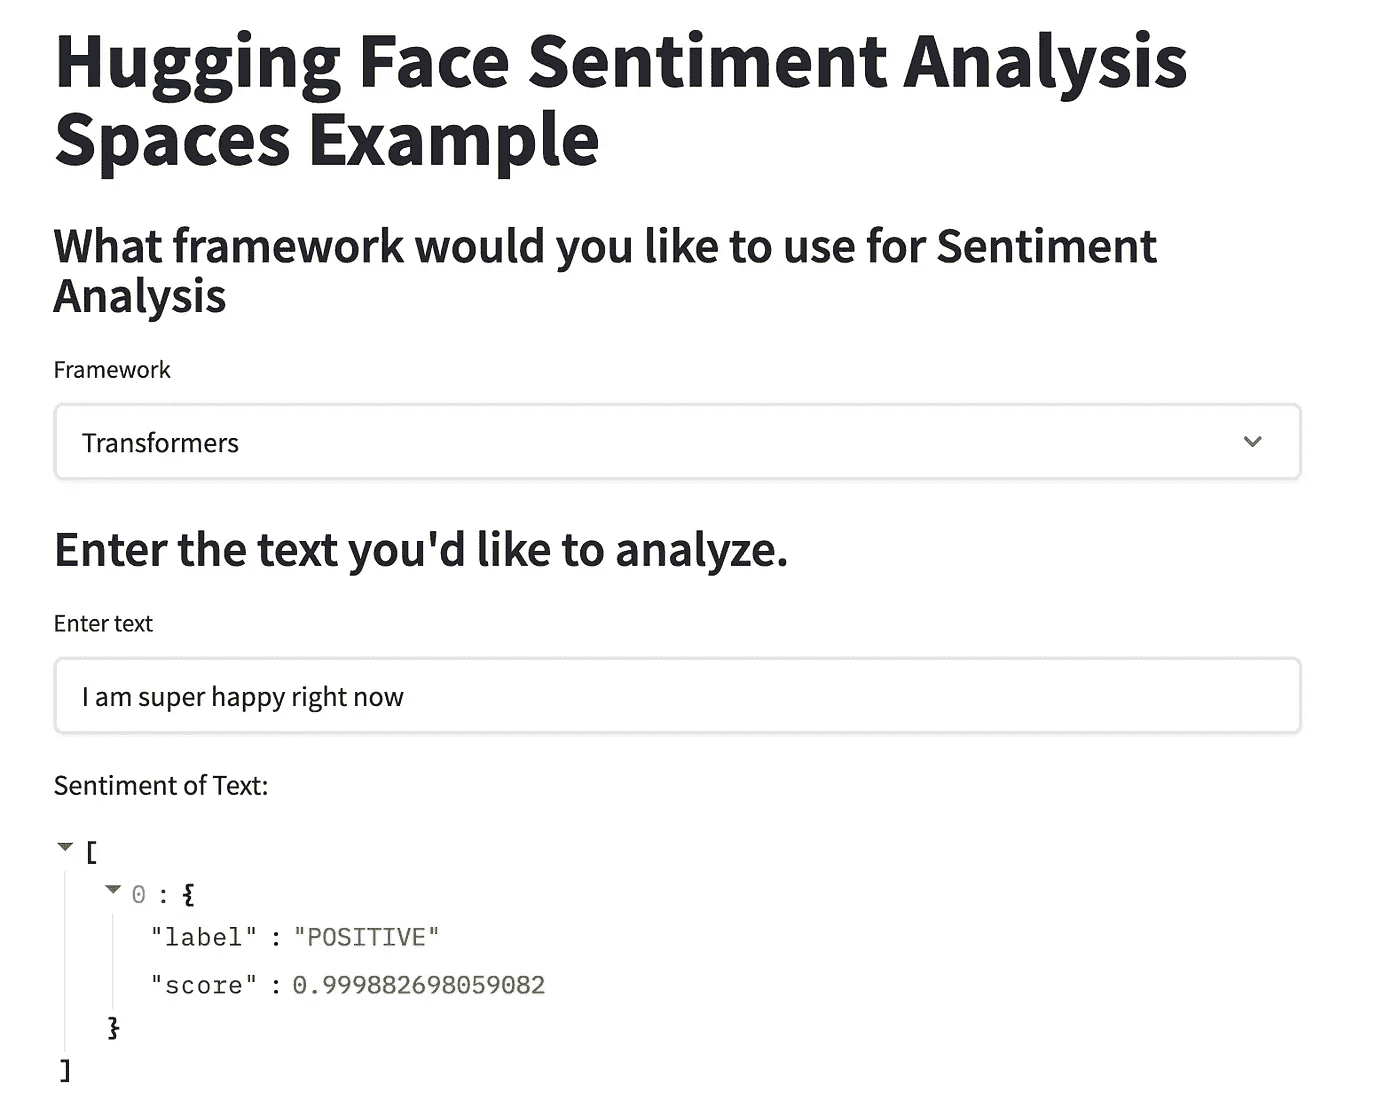 Hugging Face Sentiment Analysis
Spaces Example
What framework would you like to use for Sentiment
Analysis
Framework
Transformers
Enter the text you'd like to analyze.
Enter text
I am super happy right now
Sentiment of Text:
[
0 : {
"label" : "POSITIVE"
"score" : 0.999882698059082
}
]